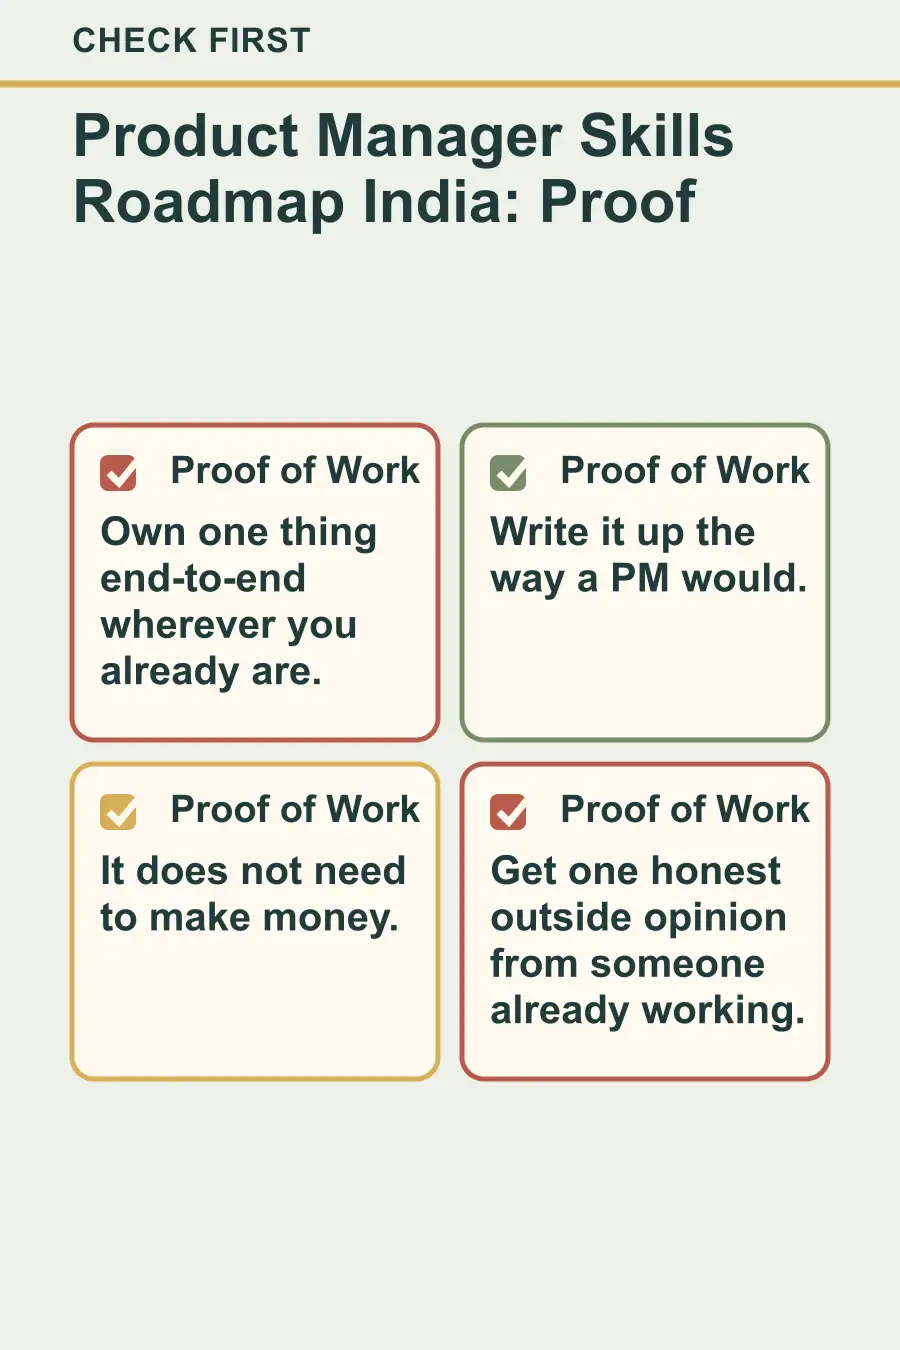 CHECK FIRST
Product Manager Skills
Roadmap India: Proof
Proof of Work
Own one thing
end-to-end
wherever you
already are.
Proof of Work
Write it up the
way a PM would.
Proof of Work
It does not need
to make money.
Proof of Work
Get one honest
outside opinion
from someone
already working.